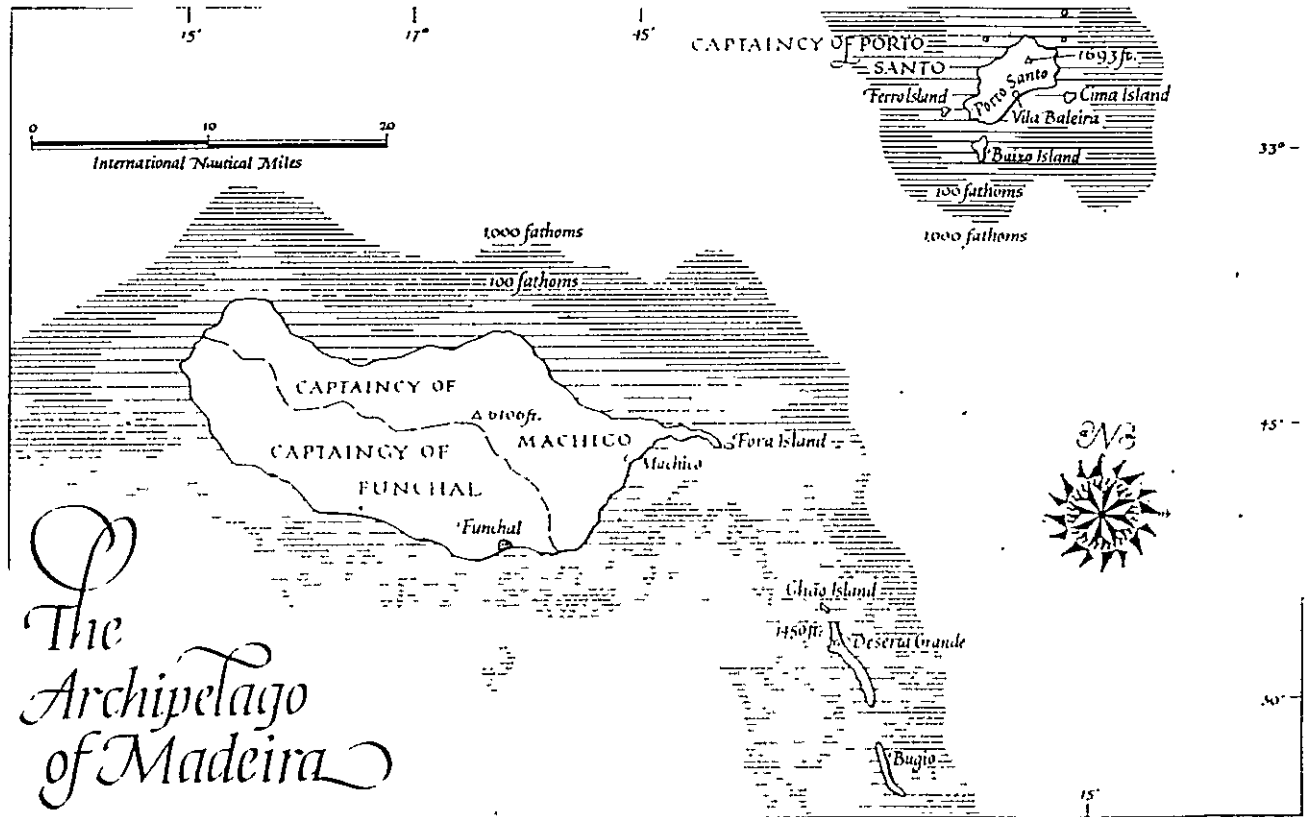 15'
17°
45'
CAPTAINCY OF PORTO
SANTO
1693 ft.
Porto Santo
Ferro Island
Cima Island
Vila Baleira
0 10 20
International Nautical Miles
33°
Baixo Island
100 fathoms
1,000 fathoms
1,000 fathoms
100 fathoms
CAPTAINCY OF
6106 ft.
MACHICO
Fora Island
45'
N
Machico
CAPTAINCY OF
FUNCHAL
Funchal
Chão Island
1450 ft.
Deserta Grande
30'
Bugio
15'
The
Archipelago
of Madeira